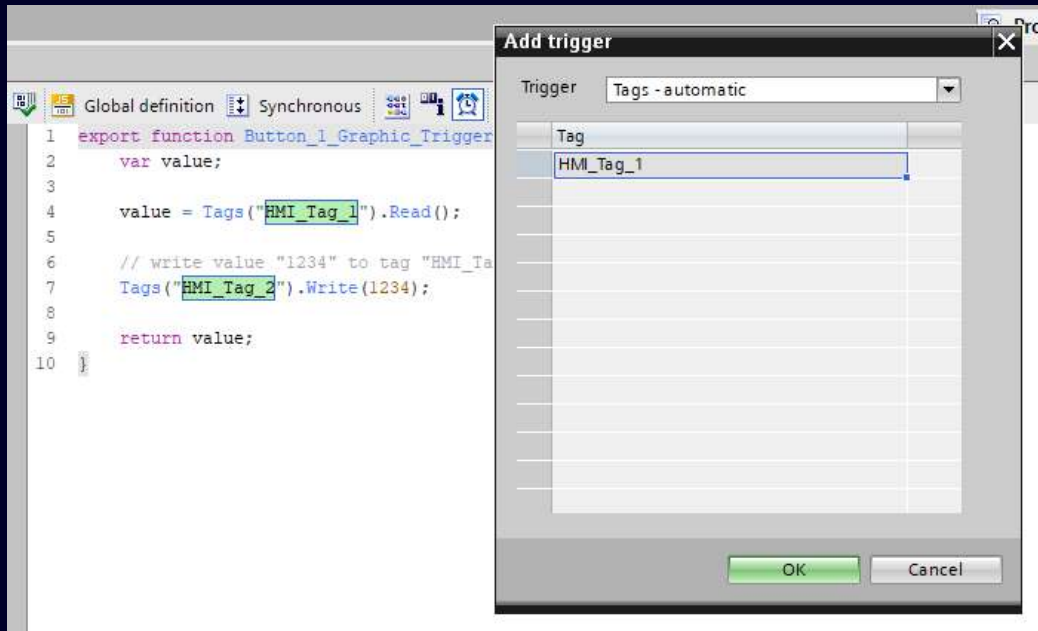 Pro
Add trigger
Global definition Synchronous
Trigger Tags - automatic
Tag
HMI_Tag_1
1 export function Button_1_Graphic_Trigger
2 var value;
3
4 value = Tags("HMI_Tag_1").Read();
5
6 // write value "1234" to tag "HMI_Ta
7 Tags("HMI_Tag_2").Write(1234);
8
9 return value;
10 }
OK Cancel